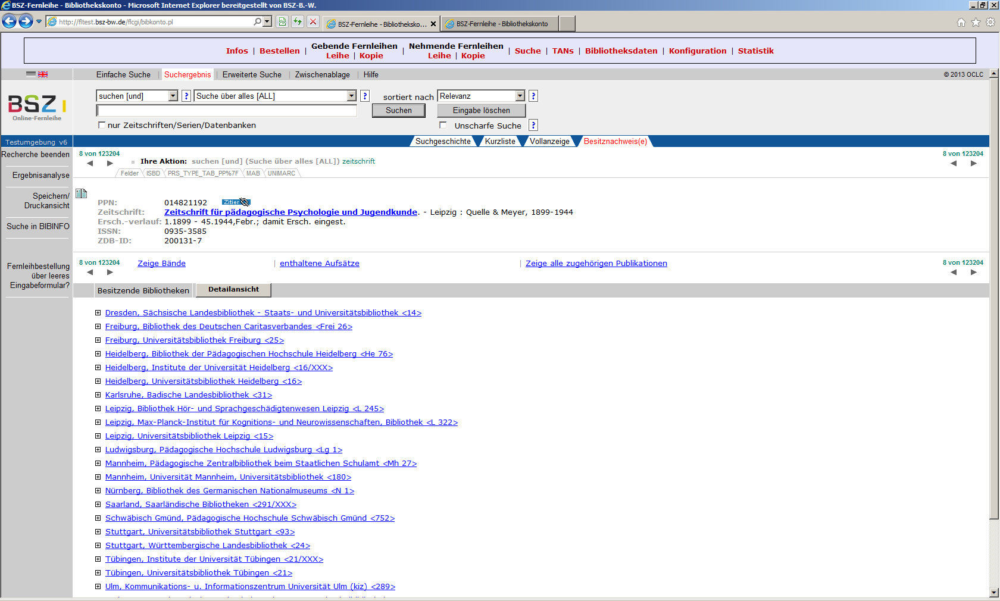 BSZ-Fernleihe - Bibliothekskonto - Microsoft Internet Explorer bereitgestellt von BSZ-B.-W.
http://fltest.bsz-bw.de/flcgi/bibkonto.pl
BSZ-Fernleihe - Bibliotheksko...
BSZ-Fernleihe - Bibliothekskonto
Infos | Bestellen | Gebende Fernleihen | Nehmende Fernleihen | Suche | TANs | Bibliotheksdaten | Konfiguration | Statistik
Leihe | Kopie Leihe | Kopie
Einfache Suche | Suchergebnis | Erweiterte Suche | Zwischenablage | Hilfe
© 2013 OCLC
BSZ
Online-Fernleihe
suchen [und] ? Suche über alles [ALL] ? sortiert nach Relevanz ?
Suchen Eingabe löschen
nur Zeitschriften/Serien/Datenbanken Unscharfe Suche ?
Testumgebung v6
Suchgeschichte Kurzliste Vollanzeige Besitznachweis(e)
Recherche beenden
Ergebnisanalyse
Speichern/
Druckansicht
Suche in BIBINFO
Fernleihbestellung
über leeres
Eingabeformular?
8 von 123204
8 von 123204
Ihre Aktion: suchen [und] (Suche über alles [ALL]) zeitschrift
Felder ISBD PRS_TYPE_TAB_PP%7F MAB UNIMARC
PPN: 014821192
Zeitschrift: Zeitschrift für pädagogische Psychologie und Jugendkunde. - Leipzig : Quelle & Meyer, 1899-1944
Ersch.-verlauf: 1.1899 - 45.1944,Febr.; damit Ersch. eingest.
ISSN: 0935-3585
ZDB-ID: 200131-7
8 von 123204 Zeige Bände | enthaltene Aufsätze | Zeige alle zugehörigen Publikationen 8 von 123204
Besitzende Bibliotheken Detailansicht
Dresden, Sächsische Landesbibliothek - Staats- und Universitätsbibliothek <14>
Freiburg, Bibliothek des Deutschen Caritasverbandes <Frei 26>
Freiburg, Universitätsbibliothek Freiburg <25>
Heidelberg, Bibliothek der Pädagogischen Hochschule Heidelberg <He 76>
Heidelberg, Institute der Universität Heidelberg <16/XXX>
Heidelberg, Universitätsbibliothek Heidelberg <16>
Karlsruhe, Badische Landesbibliothek <31>
Leipzig, Bibliothek Hör- und Sprachgeschädigtenwesen Leipzig <L 245>
Leipzig, Max-Planck-Institut für Kognitions- und Neurowissenschaften, Bibliothek <L 322>
Leipzig, Universitätsbibliothek Leipzig <15>
Ludwigsburg, Pädagogische Hochschule Ludwigsburg <Lg 1>
Mannheim, Pädagogische Zentralbibliothek beim Staatlichen Schulamt <Mh 27>
Mannheim, Universität Mannheim, Universitätsbibliothek <180>
Nürnberg, Bibliothek des Germanischen Nationalmuseums <N 1>
Saarland, Saarländische Bibliotheken <291/XXX>
Schwäbisch Gmünd, Pädagogische Hochschule Schwäbisch Gmünd <752>
Stuttgart, Universitätsbibliothek Stuttgart <93>
Stuttgart, Württembergische Landesbibliothek <24>
Tübingen, Institute der Universität Tübingen <21/XXX>
Tübingen, Universitätsbibliothek Tübingen <21>
Ulm, Kommunikations- u. Informationszentrum Universität Ulm (kiz) <289>